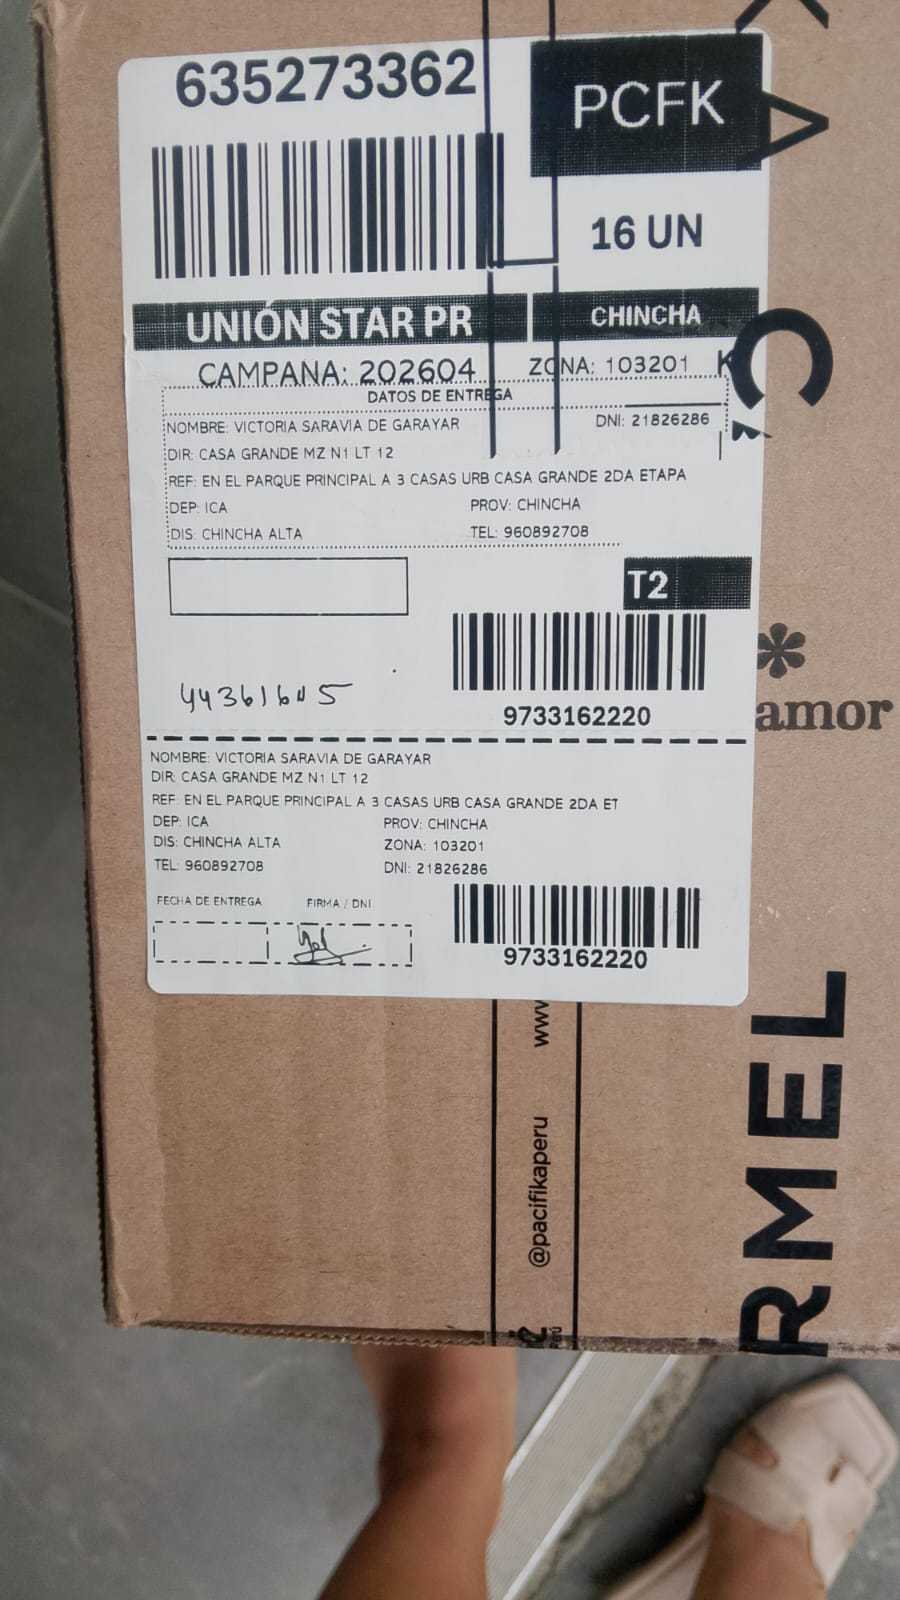 635273362
PCFK
16 UN
UNIÓN STAR PR
CHINCHA
CAMPAÑA: 202604
ZONA: 103201
DATOS DE ENTREGA
NOMBRE: VICTORIA SARAVIA DE GARAYAR
DNI: 21826286
DIR: CASA GRANDE MZ N1 LT 12
REF: EN EL PARQUE PRINCIPAL A 3 CASAS URB CASA GRANDE 2DA ETAPA
DEP: ICA
PROV: CHINCHA
DIS: CHINCHA ALTA
TEL: 960892708
T2
9733162220
NOMBRE: VICTORIA SARAVIA DE GARAYAR
DIR: CASA GRANDE MZ N1 LT 12
REF: EN EL PARQUE PRINCIPAL A 3 CASAS URB CASA GRANDE 2DA ET
DEP: ICA
PROV: CHINCHA
DIS: CHINCHA ALTA
ZONA: 103201
TEL: 960892708
DNI: 21826286
FECHA DE ENTREGA
FIRMA / DNI
9733162220
amor
www
@pacifikaperu
RMEL